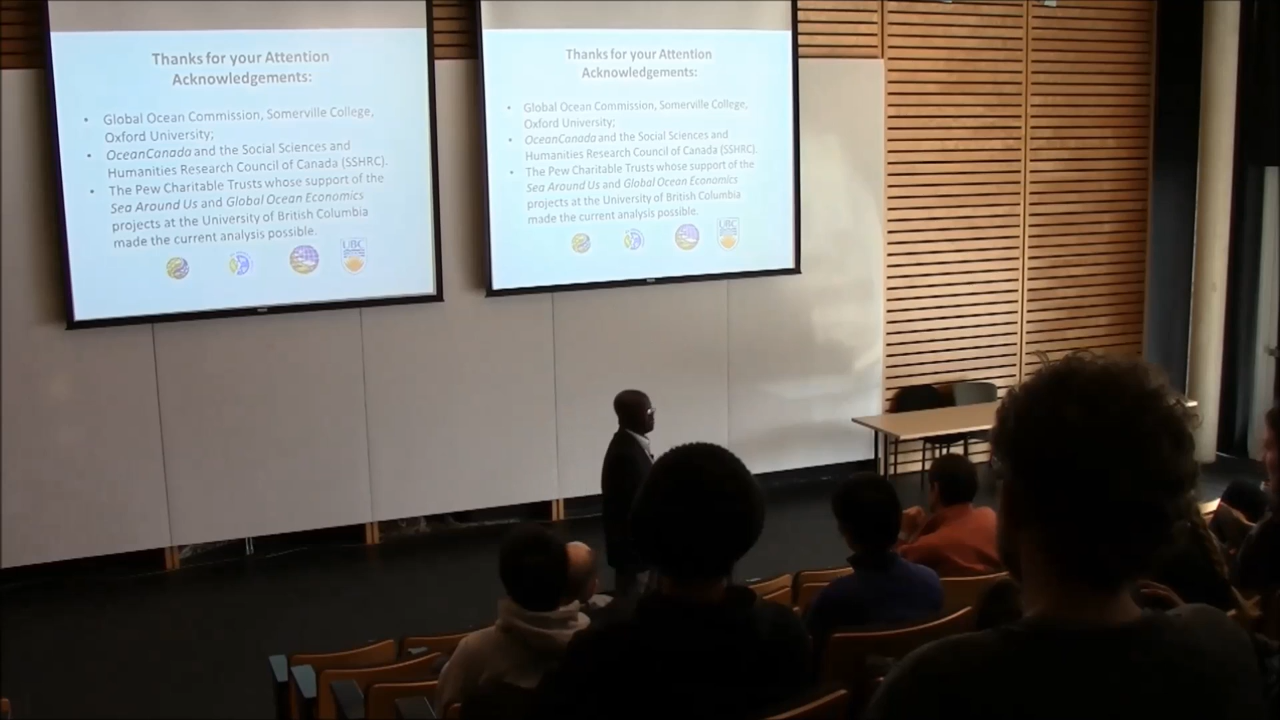 Thanks for your Attention
Acknowledgements:
• Global Ocean Commission, Somerville College,
Oxford University;
• OceanCanada and the Social Sciences and
Humanities Research Council of Canada (SSHRC).
• The Pew Charitable Trusts whose support of the
Sea Around Us and Global Ocean Economics
projects at the University of British Columbia
made the current analysis possible.
UBC
Thanks for your Attention
Acknowledgements:
• Global Ocean Commission, Somerville College,
Oxford University;
• OceanCanada and the Social Sciences and
Humanities Research Council of Canada (SSHRC).
• The Pew Charitable Trusts whose support of the
Sea Around Us and Global Ocean Economics
projects at the University of British Columbia
made the current analysis possible.
UBC